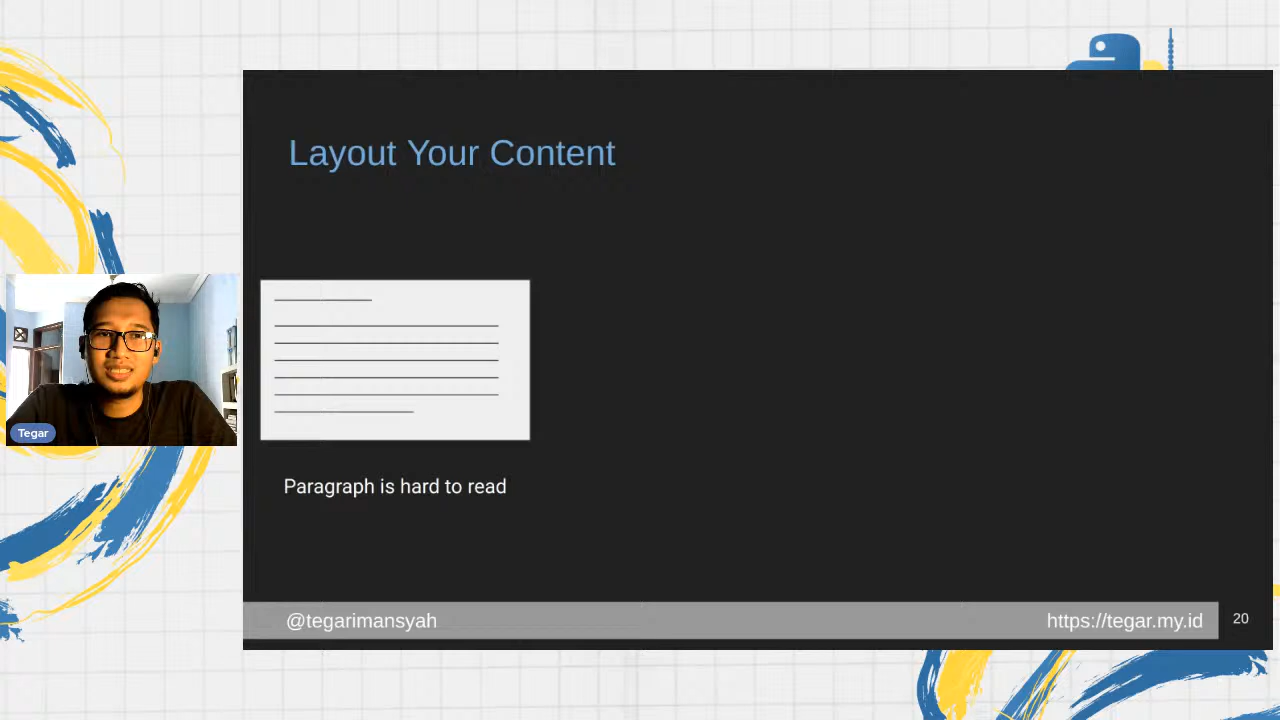 Layout Your Content
Tegar
Paragraph is hard to read
@tegarimansyah
https://tegar.my.id
20